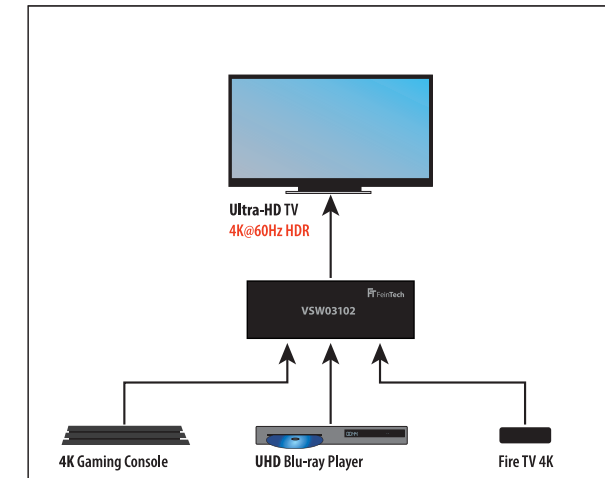 Ultra-HD TV
4K@60Hz HDR
FeinTech
VSW03102
4K Gaming Console
UHD Blu-ray Player
Fire TV 4K